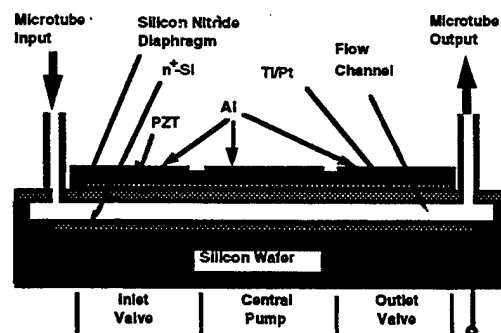 Microtube
Input
Silicon Nitride
Diaphragm
n+-Si
PZT
Al
Ti/Pt
Flow
Channel
Microtube
Output
Silicon Wafer
Inlet
Valve
Central
Pump
Outlet
Valve